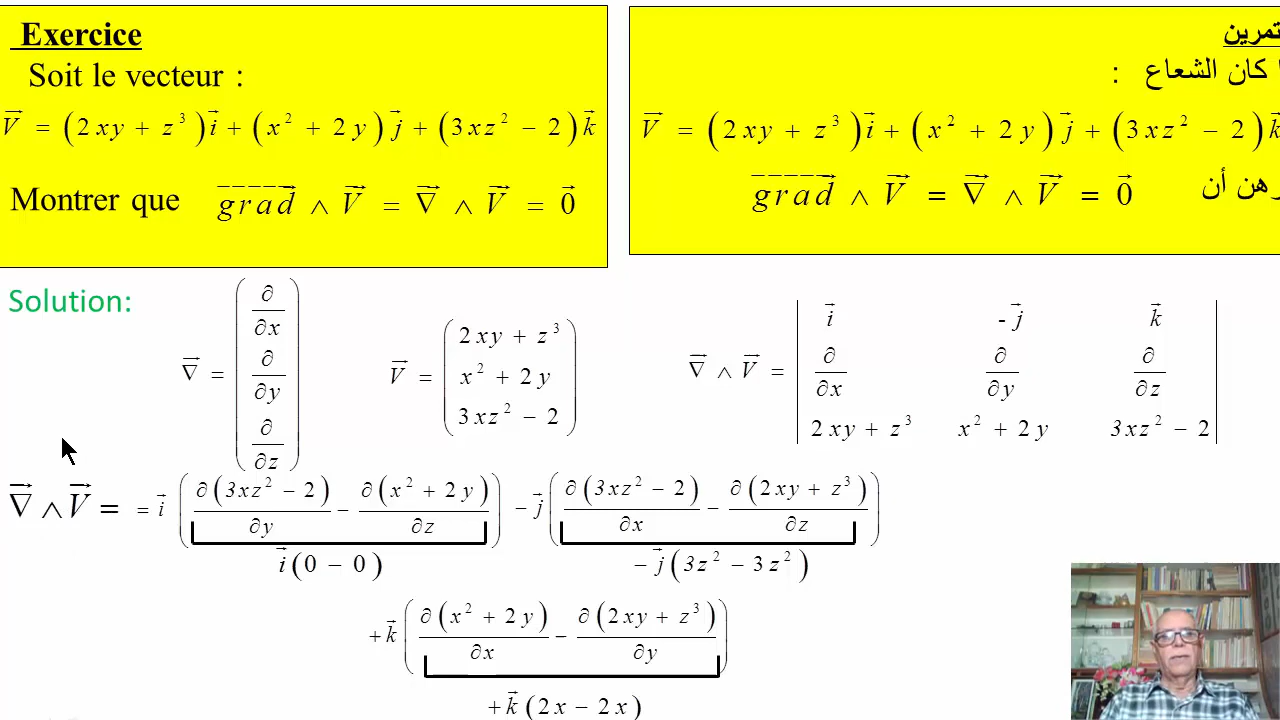 Exercice
Soit le vecteur :
V⃗ = (2xy + z³) i⃗ + (x² + 2y) j⃗ + (3xz² − 2) k⃗
Montrer que grad⃗ ∧ V⃗ = ∇⃗ ∧ V⃗ = 0⃗
تمرين
كان الشعاع :
V⃗ = (2xy + z³) i⃗ + (x² + 2y) j⃗ + (3xz² − 2) k⃗
أن grad⃗ ∧ V⃗ = ∇⃗ ∧ V⃗ = 0⃗
Solution:
∇⃗ = (∂/∂x, ∂/∂y, ∂/∂z)
V⃗ = (2xy + z³, x² + 2y, 3xz² − 2)
∇⃗ ∧ V⃗ = | i⃗ -j⃗ k⃗ |
| ∂/∂x ∂/∂y ∂/∂z |
| 2xy + z³ x² + 2y 3xz² − 2 |
∇⃗ ∧ V⃗ = = i⃗ (∂(3xz² − 2)/∂y − ∂(x² + 2y)/∂z) − j⃗ (∂(3xz² − 2)/∂x − ∂(2xy + z³)/∂z)
i⃗ (0 − 0) − j⃗ (3z² − 3z²)
+ k⃗ (∂(x² + 2y)/∂x − ∂(2xy + z³)/∂y)
+ k⃗ (2x − 2x)